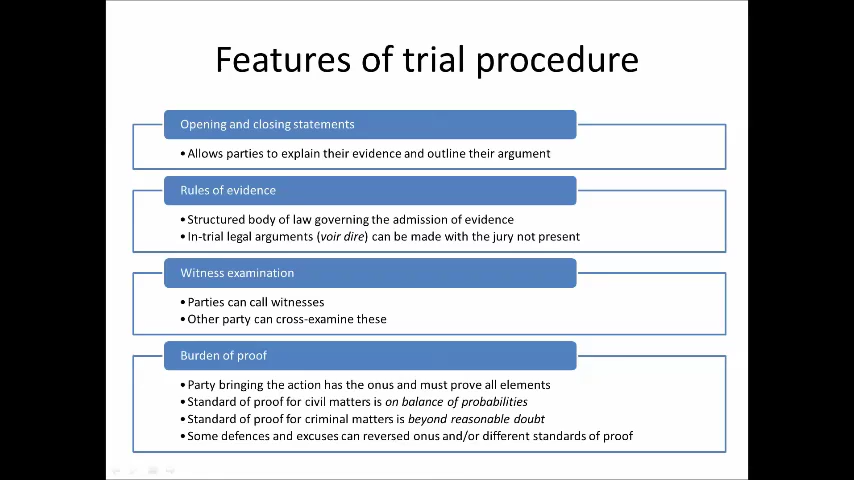 Features of trial procedure
Opening and closing statements
•Allows parties to explain their evidence and outline their argument
Rules of evidence
•Structured body of law governing the admission of evidence
•In-trial legal arguments (voir dire) can be made with the jury not present
Witness examination
•Parties can call witnesses
•Other party can cross-examine these
Burden of proof
•Party bringing the action has the onus and must prove all elements
•Standard of proof for civil matters is on balance of probabilities
•Standard of proof for criminal matters is beyond reasonable doubt
•Some defences and excuses can reversed onus and/or different standards of proof